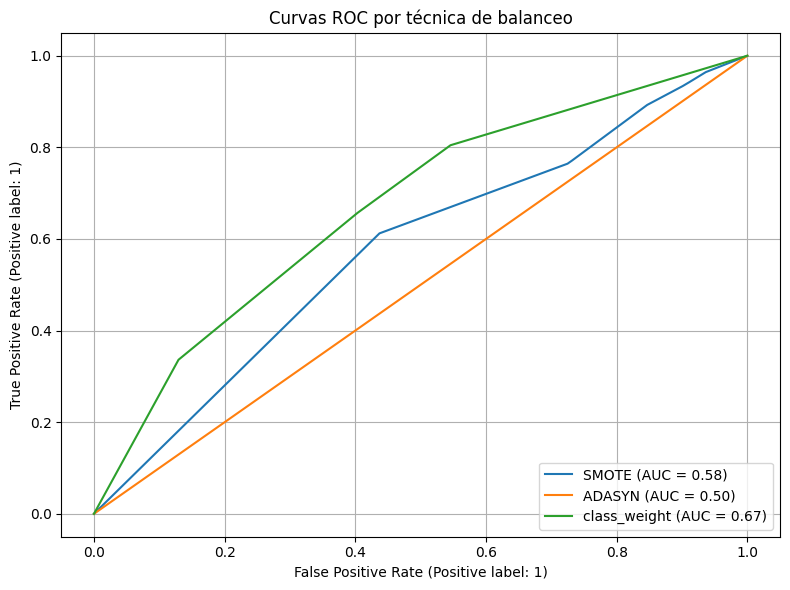 Curvas ROC por técnica de balanceo
True Positive Rate (Positive label: 1)
1.0
0.8
0.6
0.4
0.2
0.0
0.0 0.2 0.4 0.6 0.8 1.0
False Positive Rate (Positive label: 1)
SMOTE (AUC = 0.58)
ADASYN (AUC = 0.50)
class_weight (AUC = 0.67)